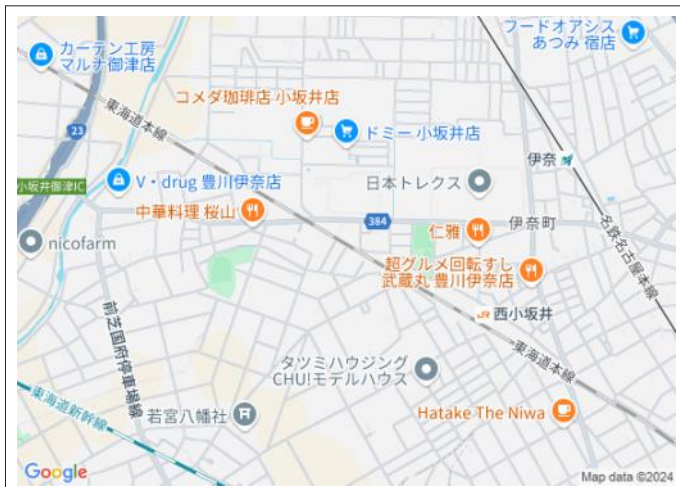 フードオアシス
あつみ 宿店
カーテン工房
マルナ御津店
東海道本線
コメダ珈琲店 小坂井店
23
ドミー 小坂井店
伊奈
小坂井御津IC
V・drug 豊川伊奈店
日本トレクス
中華料理 桜山
384
伊奈町
仁雅
nicofarm
名鉄名古屋本線
超グルメ回転すし
武蔵丸 豊川伊奈店
JR 西小坂井
前芝国府停車場線
東海道本線
タツミハウジング
CHU!モデルハウス
東海道新幹線
若宮八幡社
Hatake The Niwa
Google
Map data ©2024